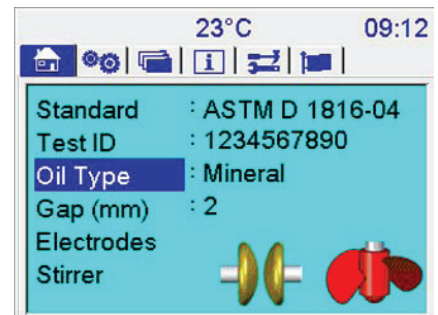 23°C 09:12
i
Standard : ASTM D 1816-04
Test ID : 1234567890
Oil Type : Mineral
Gap (mm) : 2
Electrodes
Stirrer